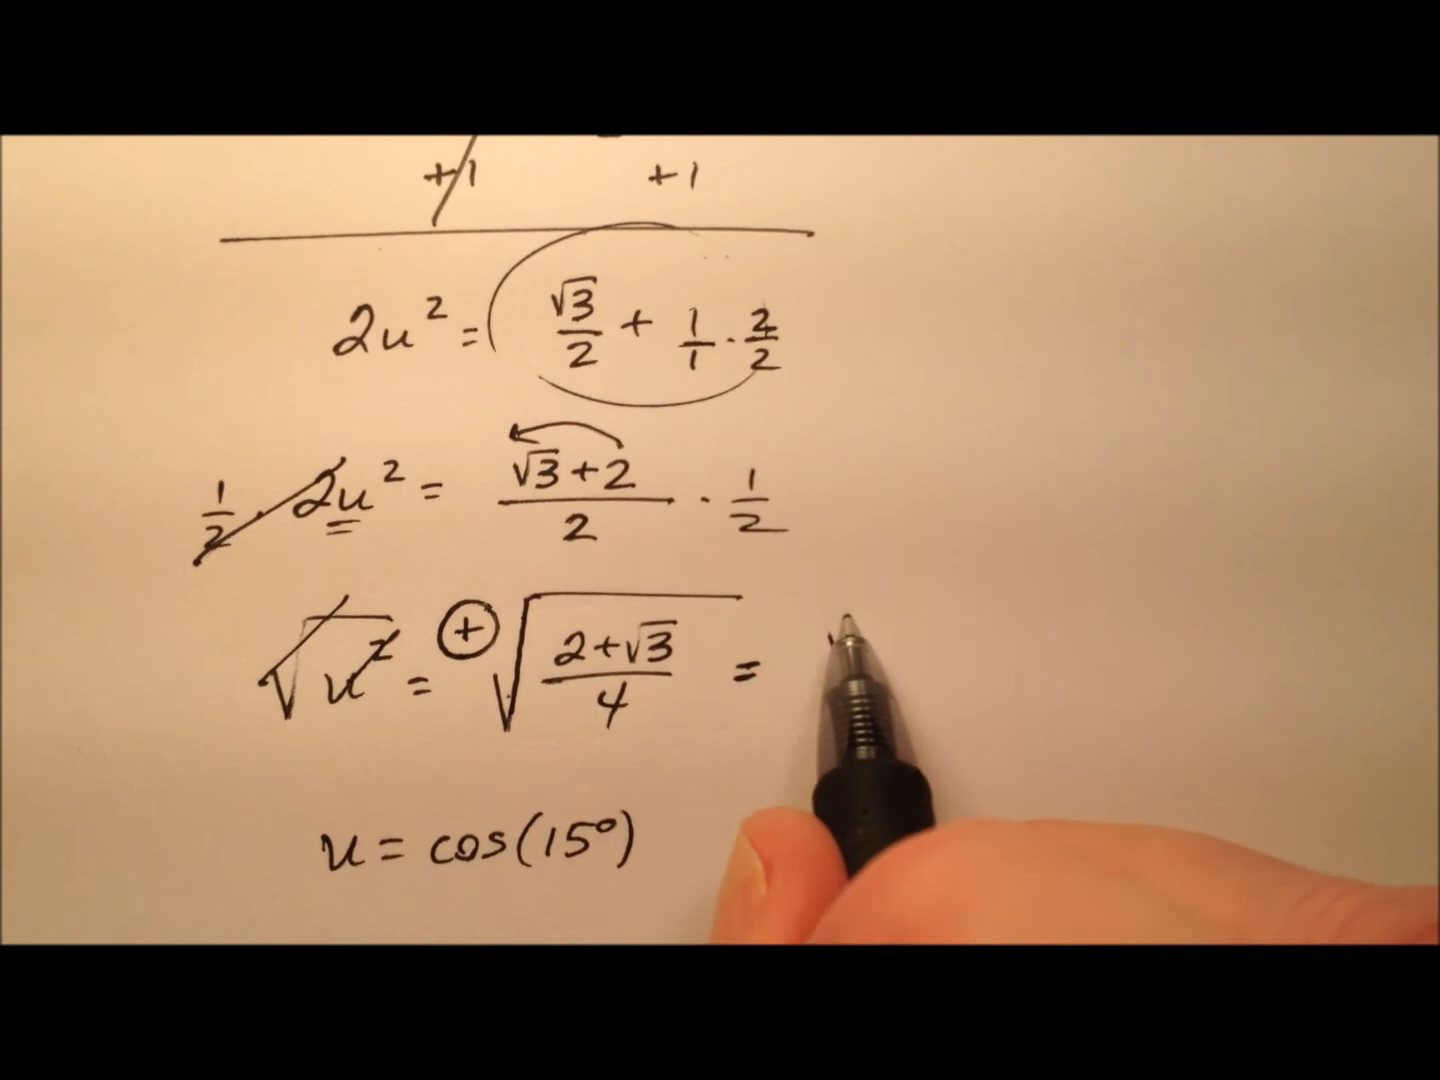 +1 +1
2u² = √3/2 + 1/1 · 2/2
1/2 · 2u² = (√3+2)/2 · 1/2
√u² = + √((2+√3)/4) =
u = cos(15°)